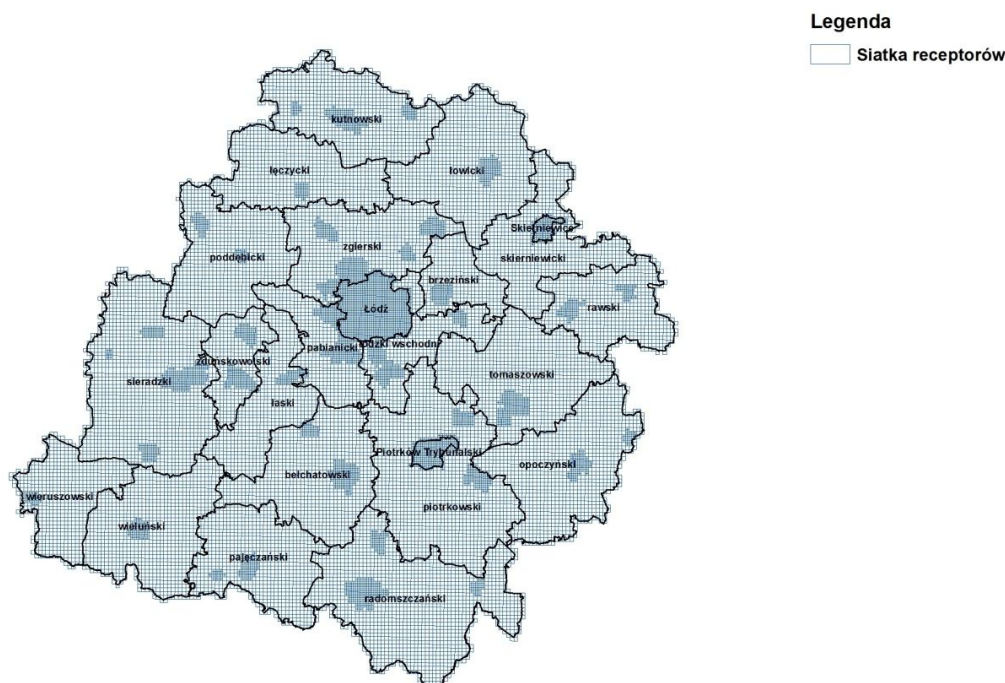 Legenda
Siatka receptorów
kutnowski
łęczycki
łowicki
Skierniewice
zgierski
skierniewicki
poddębicki
brzeziński
rawski
Łódź
pabianicki
łódzki wschodni
zduńskowolski
sieradzki
tomaszowski
łaski
Piotrków Trybunalski
opoczyński
bełchatowski
wieruszowski
piotrkowski
wieluński
pajęczański
radomszczański